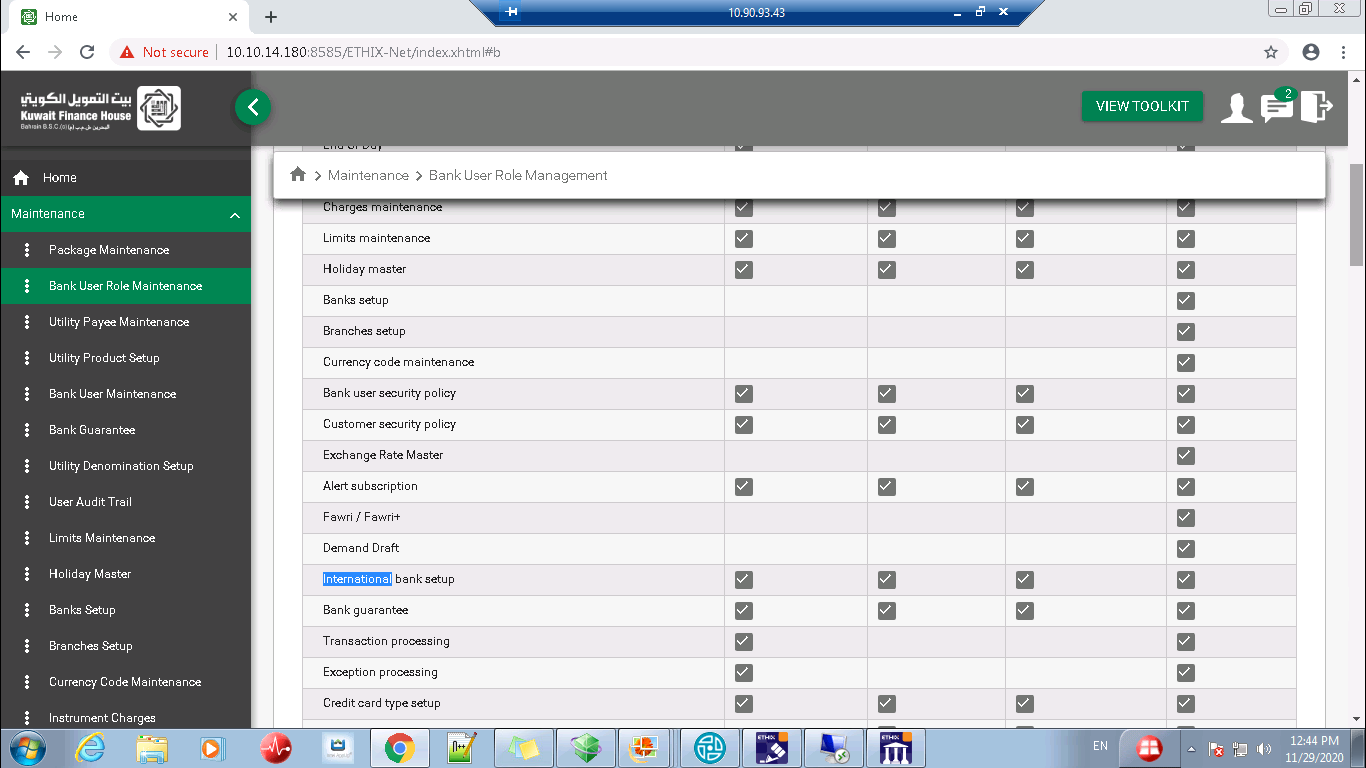 Home
10.90.93.43
Not secure
10.10.14.180:8585/ETHIX-Net/index.xhtml#b
بيت التمويل الكويتي
Kuwait Finance House
VIEW TOOLKIT
2
End Of Day
Home
Maintenance
Bank User Role Management
Maintenance
Package Maintenance
Bank User Role Maintenance
Utility Payee Maintenance
Utility Product Setup
Bank User Maintenance
Bank Guarantee
Utility Denomination Setup
User Audit Trail
Limits Maintenance
Holiday Master
Banks Setup
Branches Setup
Currency Code Maintenance
Instrument Charges
Charges maintenance
Limits maintenance
Holiday master
Banks setup
Branches setup
Currency code maintenance
Bank user security policy
Customer security policy
Exchange Rate Master
Alert subscription
Fawri / Fawri+
Demand Draft
International bank setup
Bank guarantee
Transaction processing
Exception processing
Credit card type setup
ETHIX
ETHIX
EN
12:44 PM
11/29/2020